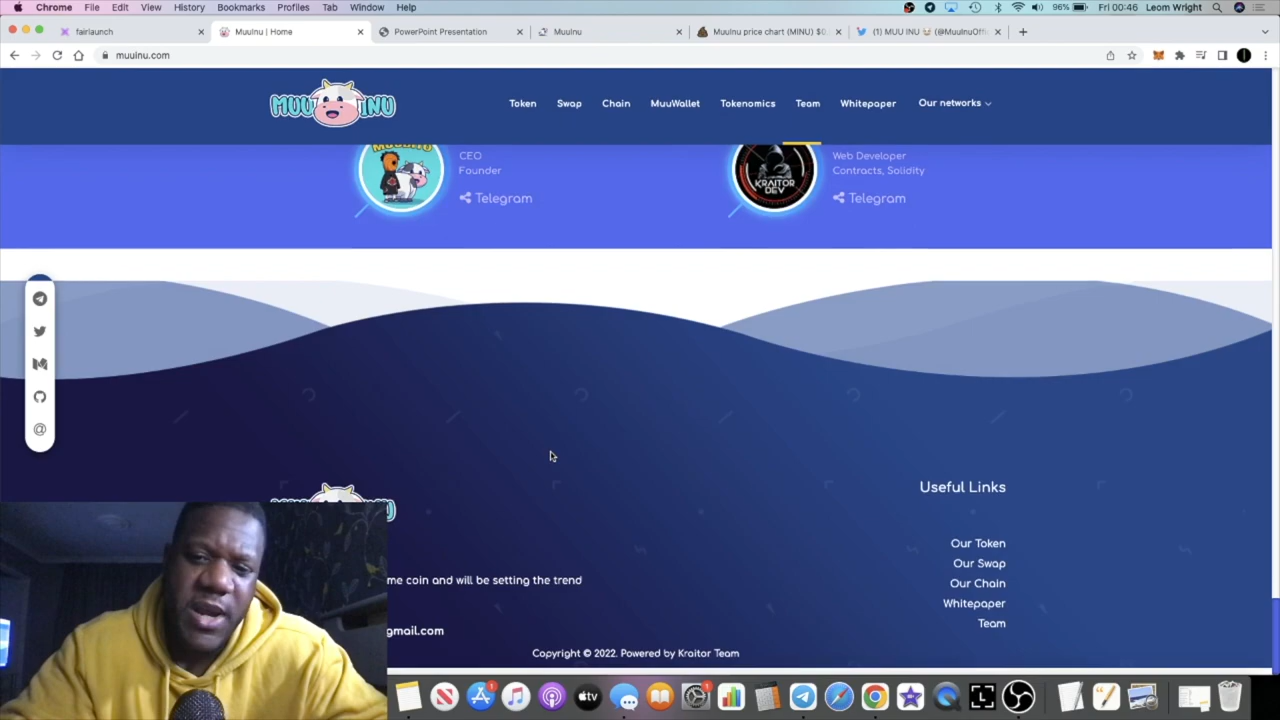 Chrome File Edit View History Bookmarks Profiles Tab Window Help 96% Fri 00:46 Leom Wright
fairlaunch MuuInu | Home PowerPoint Presentation MuuInu MuuInu price chart (MINU) $0. (1) MUU INU (@MuuInuOffi
muuinu.com
MUU INU Token Swap Chain MuuWallet Tokenomics Team Whitepaper Our networks
CEO
Founder
Telegram
KRAITOR
DEV
Web Developer
Contracts, Solidity
Telegram
Useful Links
Our Token
Our Swap
Our Chain
Whitepaper
Team
me coin and will be setting the trend
gmail.com
Copyright © 2022. Powered by Kraitor Team
1
tv